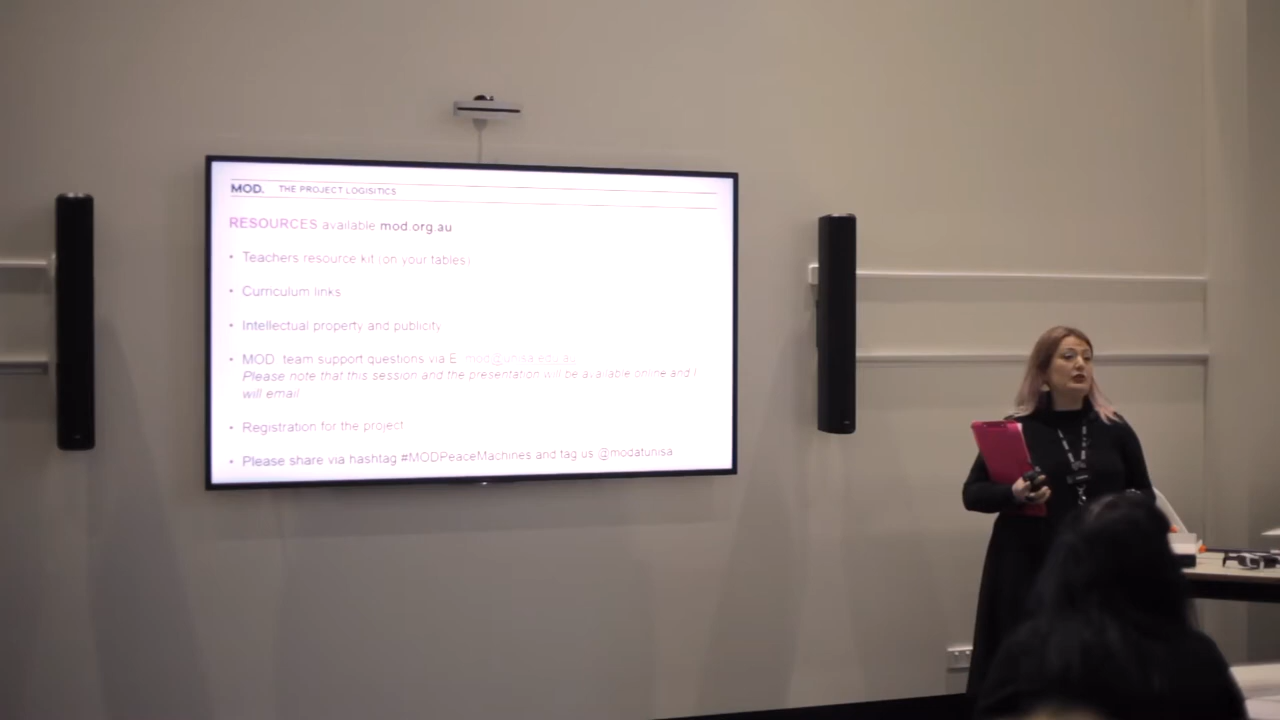 MOD. THE PROJECT LOGISITICS
RESOURCES available mod.org.au
• Teachers resource kit (on your tables)
• Curriculum links
• Intellectual property and publicity
• MOD. team support questions via E: mod@unisa.edu.au
Please note that this session and the presentation will be available online and I
will email
• Registration for the project
• Please share via hashtag #MODPeaceMachines and tag us @modatunisa